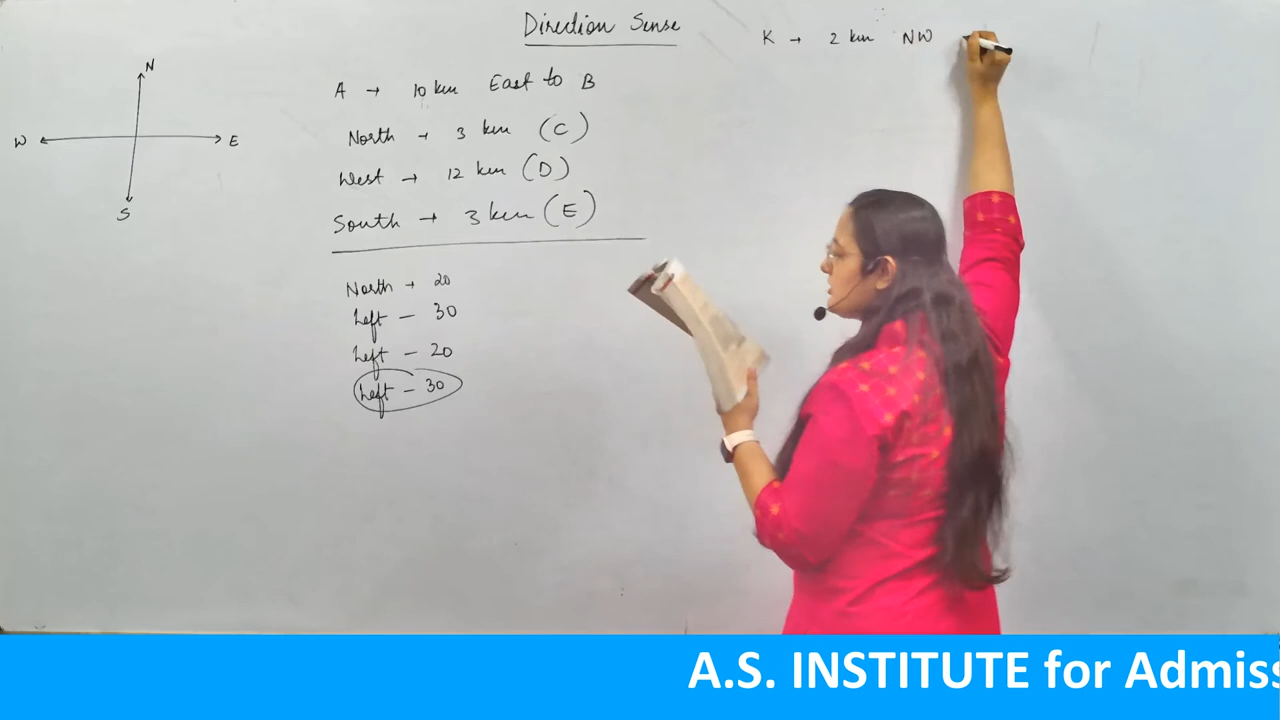 Direction Sense
N
W
E
S
A → 10 km East to B
North → 3 km (C)
West → 12 km (D)
South → 3 km (E)
North → 20
Left – 30
Left – 20
Left – 30
K → 2 km NW
A.S. INSTITUTE for Admiss